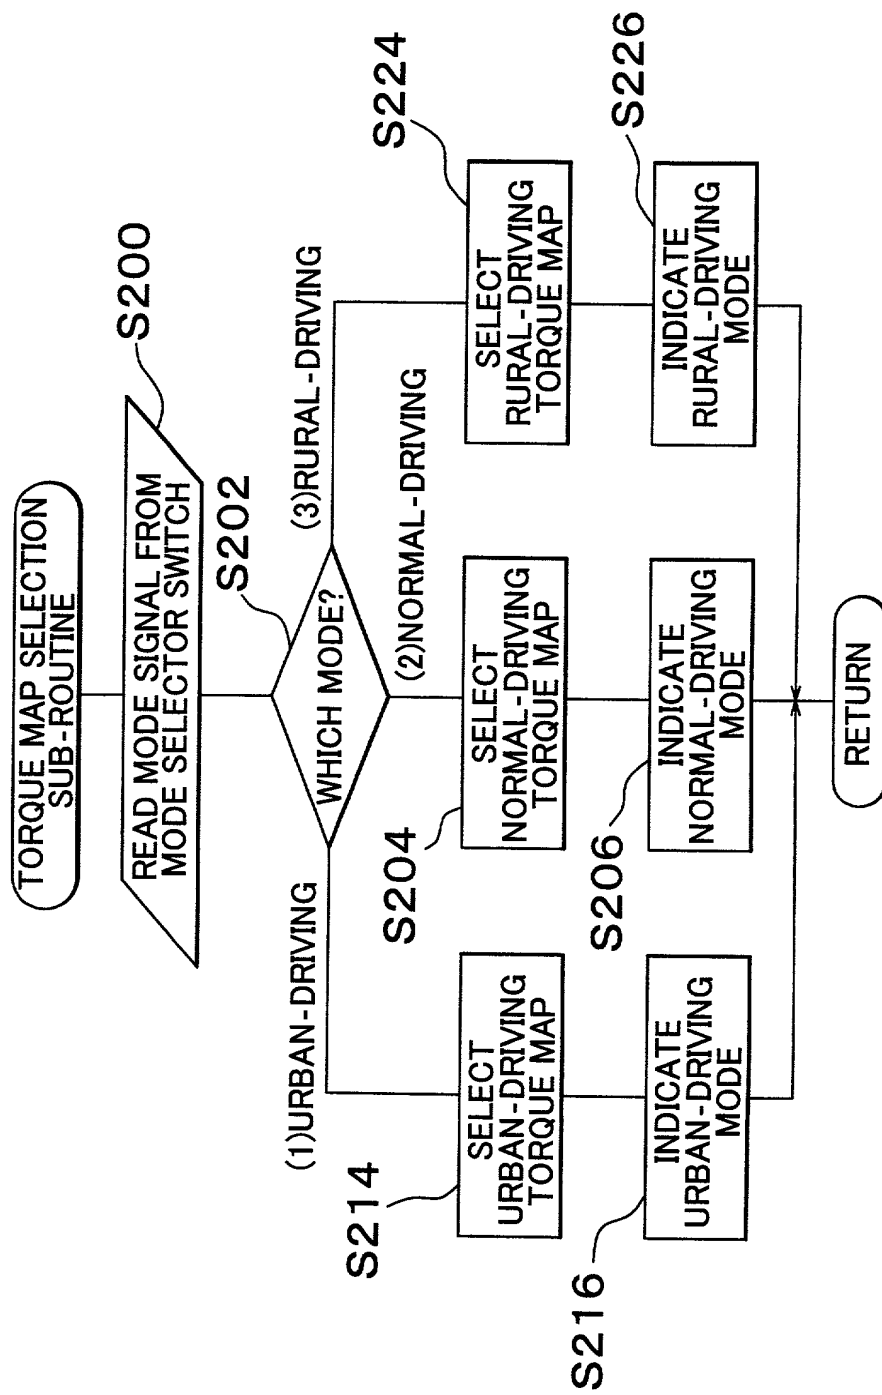 TORQUE MAP SELECTION
SUB-ROUTINE
S200
READ MODE SIGNAL FROM
MODE SELECTOR SWITCH
S202
WHICH MODE?
(1)URBAN-DRIVING
(2)NORMAL-DRIVING
(3)RURAL-DRIVING
S214
SELECT
URBAN-DRIVING
TORQUE MAP
S204
SELECT
NORMAL-DRIVING
TORQUE MAP
S224
SELECT
RURAL-DRIVING
TORQUE MAP
S216
INDICATE
URBAN-DRIVING
MODE
S206
INDICATE
NORMAL-DRIVING
MODE
S226
INDICATE
RURAL-DRIVING
MODE
RETURN